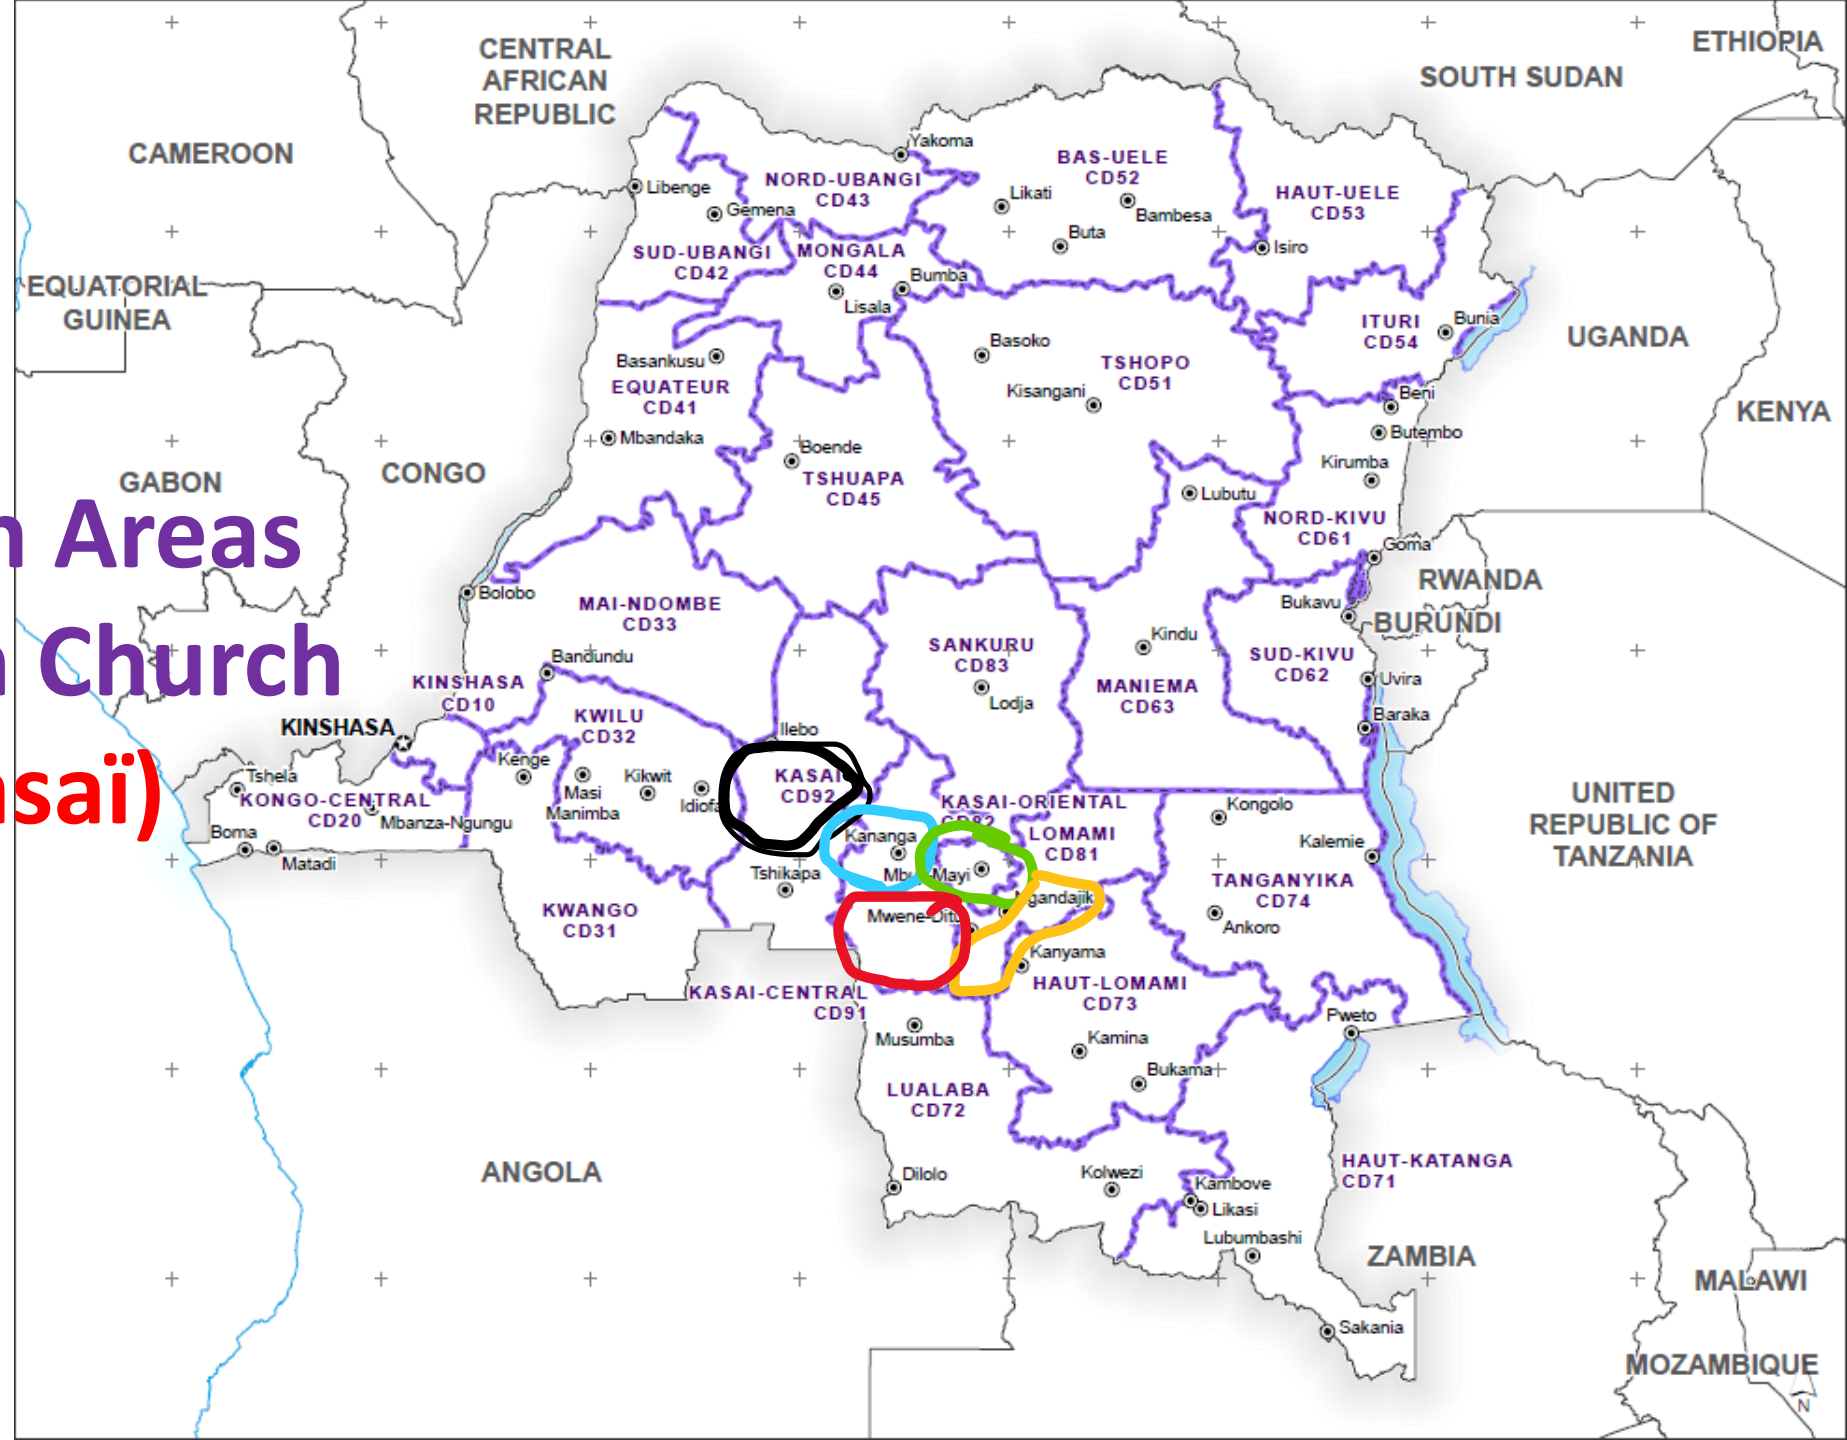 CENTRAL
AFRICAN
REPUBLIC
ETHIOPIA
SOUTH SUDAN
CAMEROON
Yakoma
BAS-UELE
CD52
NORD-UBANGI
CD43
Libenge
Gemena
Likati
Bambesa
HAUT-UELE
CD53
Buta
Isiro
SUD-UBANGI
CD42
MONGALA
CD44
Bumba
Lisala
EQUATORIAL
GUINEA
ITURI
CD54
Bunia
UGANDA
Basoko
TSHOPO
CD51
Basankusu
EQUATEUR
CD41
Kisangani
Beni
KENYA
Mbandaka
Butembo
Boende
TSHUAPA
CD45
Kirumba
GABON
CONGO
Lubutu
NORD-KIVU
CD61
Areas
Goma
RWANDA
Bolobo
MAI-NDOMBE
CD33
Bukavu
BURUNDI
Church
SANKURU
CD83
Kindu
SUD-KIVU
CD62
Bandundu
KINSHASA
CD10
Uvira
MANIEMA
CD63
Lodja
KINSHASA
KWILU
CD32
Ilebo
Baraka
Kenge
Masi
Manimba
Kikwit
Idiofa
KASAI
CD92
Tshela
KONGO-CENTRAL
CD20
Mbanza-Ngungu
KASAI-ORIENTAL
CD82
Kongolo
UNITED
REPUBLIC OF
TANZANIA
Boma
Matadi
Kananga
LOMAMI
CD81
Kalemie
Tshikapa
Mayi
TANGANYIKA
CD74
KWANGO
CD31
Mwene-Ditu
Ankoro
Kanyama
KASAI-CENTRAL
CD91
HAUT-LOMAMI
CD73
Musumba
Pweto
Kamina
Bukama
LUALABA
CD72
ANGOLA
Dilolo
Kolwezi
Kambove
Likasi
HAUT-KATANGA
CD71
Lubumbashi
ZAMBIA
MALAWI
Sakania
MOZAMBIQUE
N